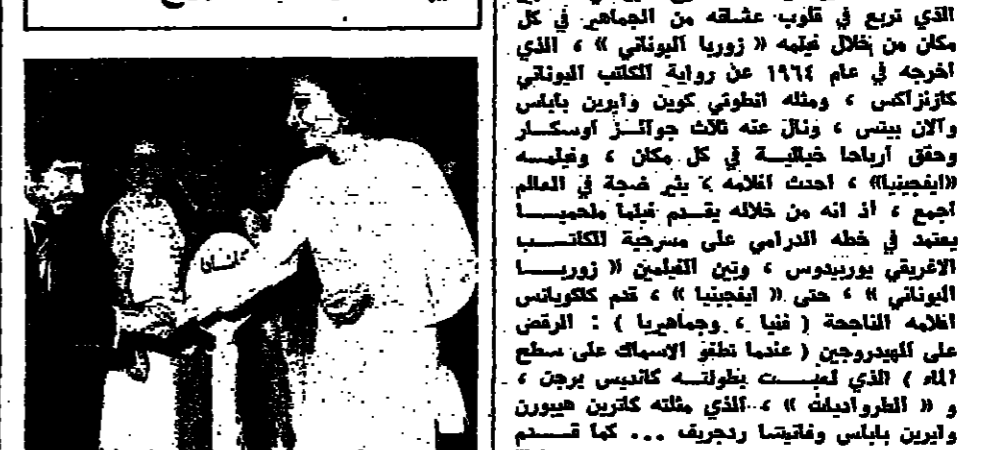 الذي تربع في قلوب عشاقه من الجماهير في كل
مكان من خلال فيلمه « زوربا اليوناني » ، الذي
اخرجه في عام ١٩٦٤ عن رواية الكاتب اليوناني
كازنزاكس ، ومثله انطوني كوين وايرين باباس
وآلان بيتس ، ونال عنه ثلاث جوائز اوسكار
وحقق أرباحا خيالية في كل مكان ، وفيلمه
«ايفجينيا» ، احدث افلامه ، يثير ضجة في العالم
اجمع ، اذ انه من خلاله يقدم فيلما ملحميا
يعتمد في خطه الدرامي على مسرحية الكاتب
الاغريقي يوربيدوس ، وبين الفيلمين « زوربا
اليوناني » ، حتى « ايفجينيا » ، قدم كاكويانس
افلامه الناجحة ( فنيا ، وجماهيريا ) : الرقص
على الهيدروجين ( عندما تطفو الاسماك على سطح
الماء ) الذي لعبت بطولته كانديس برجن ،
و « الطرواديات » ، الذي مثلته كاترين هيبورن
وايرين باباس وفانيسا ردجريف ... كما قدم